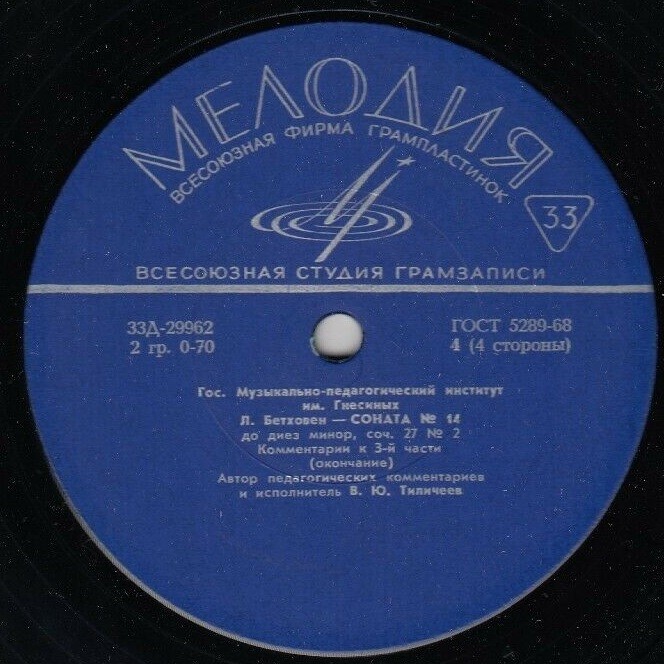 МЕЛОДИЯ
ВСЕСОЮЗНАЯ ФИРМА ГРАМПЛАСТИНОК
33
ВСЕСОЮЗНАЯ СТУДИЯ ГРАМЗАПИСИ
33Д-29962
ГОСТ 5289-68
2 гр. 0-70
4 (4 стороны)
Гос. Музыкально-педагогический институт
им. Гнесиных
Л. Бетховен — СОНАТА № 14
до диез минор, соч. 27 № 2
Комментарии к 3-й части
(окончание)
Автор педагогических комментариев
и исполнитель В. Ю. Тиличеев